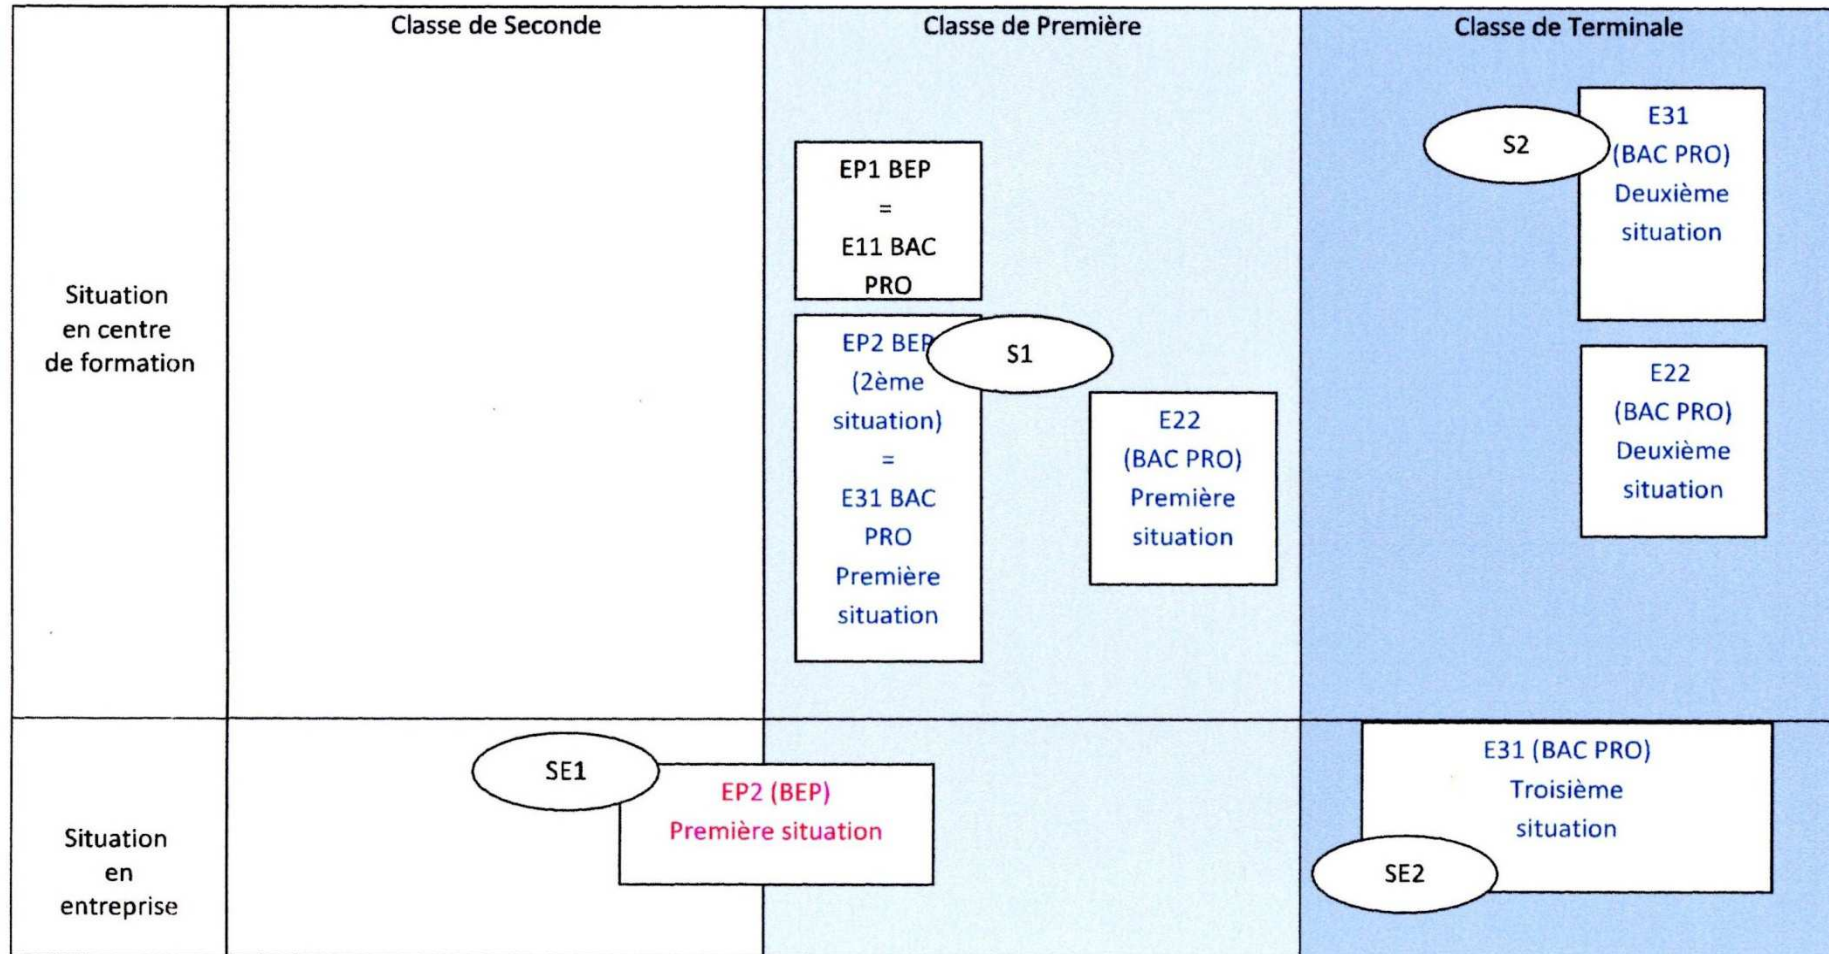 Classe de Seconde
Classe de Première
Classe de Terminale
Situation
en centre
de formation
EP1 BEP
=
E11 BAC
PRO
EP2 BEP
(2ème
situation)
=
E31 BAC
PRO
Première
situation
S1
E22
(BAC PRO)
Première
situation
S2
E31
(BAC PRO)
Deuxième
situation
E22
(BAC PRO)
Deuxième
situation
Situation
en
entreprise
SE1
EP2 (BEP)
Première situation
E31 (BAC PRO)
Troisième
situation
SE2